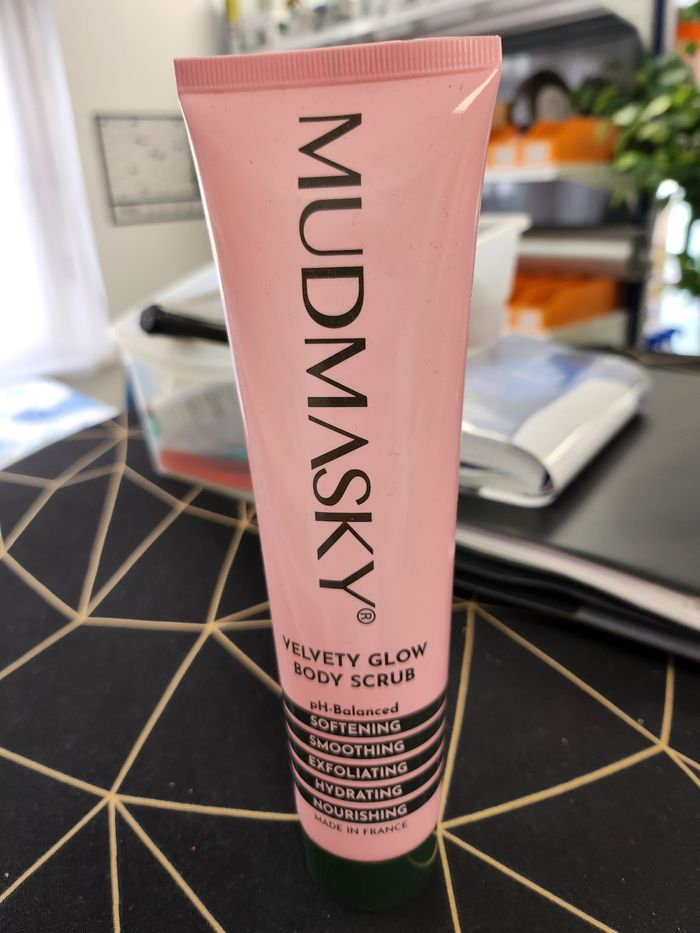 MUDMASKY®
VELVETY GLOW
BODY SCRUB
pH-Balanced
SOFTENING
SMOOTHING
EXFOLIATING
HYDRATING
NOURISHING
MADE IN FRANCE